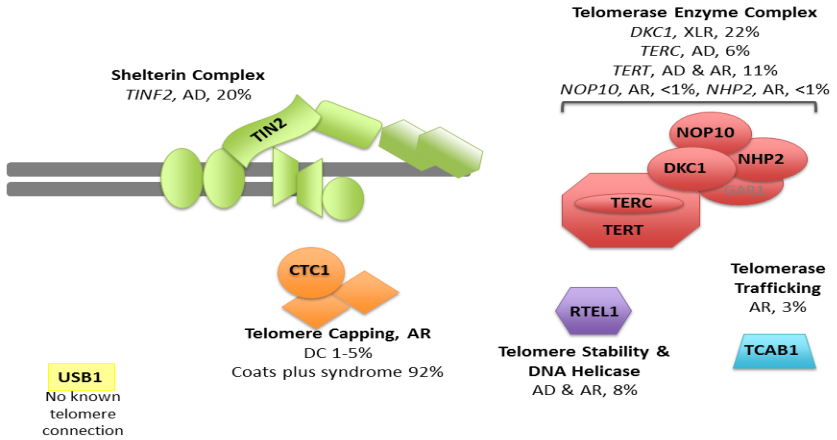 Telomerase Enzyme Complex
DKC1, XLR, 22%
TERC, AD, 6%
TERT, AD & AR, 11%
NOP10, AR, <1%, NHP2, AR, <1%
Shelterin Complex
TINF2, AD, 20%
TIN2
NOP10
DKC1
NHP2
GAR1
TERC
TERT
CTC1
Telomere Capping, AR
DC 1-5%
Coats plus syndrome 92%
RTEL1
Telomere Stability &
DNA Helicase
AD & AR, 8%
Telomerase
Trafficking
AR, 3%
TCAB1
USB1
No known
telomere
connection